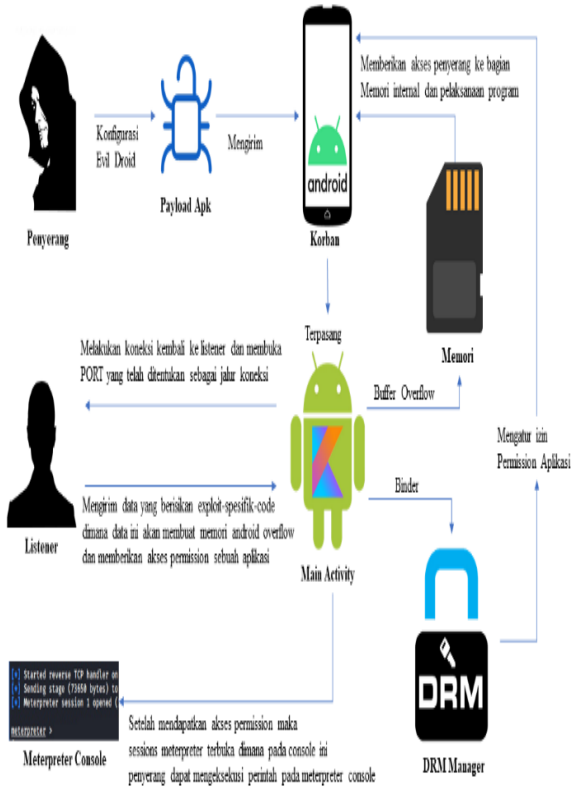 Memberikan akses penyerang ke bagian
Memori internal dan pelaksanaan program
Konfigurasi
Evil Droid
Mengirim
android
Payload Apk
Penyerang
Korban
Terpasang
Memori
Melakukan koneksi kembali ke listener dan membuka
PORT yang telah ditentukan sebagai jalur koneksi
Buffer Overflow
Mengatur izin
Permission Aplikasi
Binder
Mengirim data yang berisikan exploit-spesifik-code
dimana data ini akan membuat memori android overflow
dan memberikan akses permission sebuah aplikasi
Listener
Main Activity
DRM
DRM Manager
[*] Started reverse TCP handler on
[*] Sending stage (73650 bytes) to
[*] Meterpreter session 1 opened (
meterpreter >
Meterpreter Console
Setelah mendapatkan akses permission maka
sessions meterpreter terbuka dimana pada console ini
penyerang dapat mengeksekusi perintah pada meterpreter console